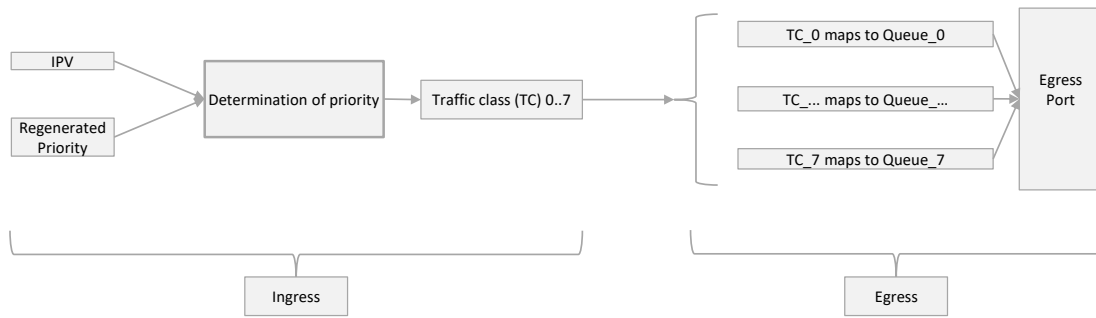 IPV
Regenerated
Priority
Determination of priority
Traffic class (TC) 0..7
TC_0 maps to Queue_0
TC_... maps to Queue_...
TC_7 maps to Queue_7
Egress
Port
Ingress
Egress